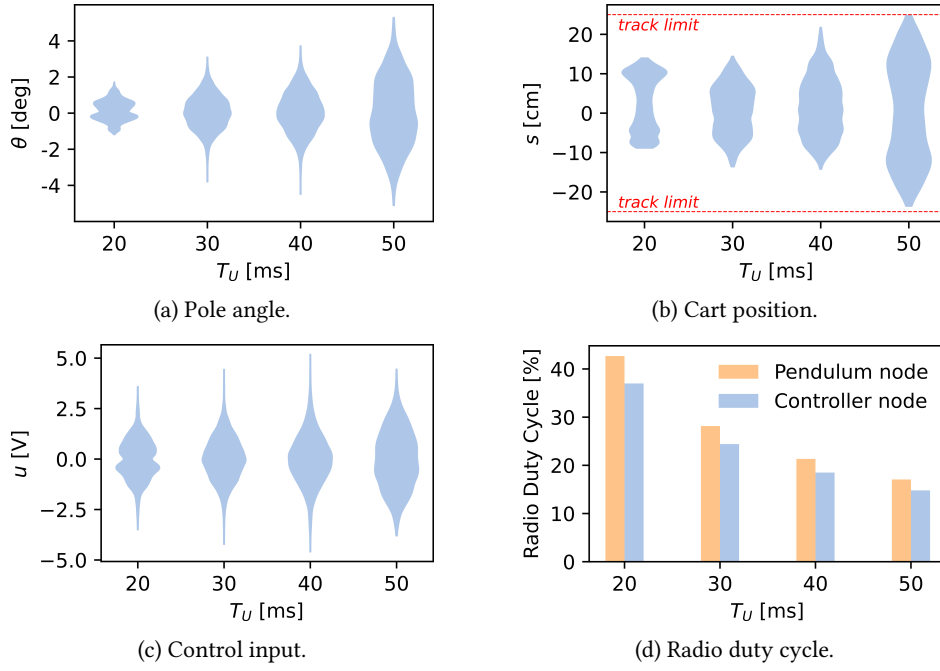 4
2
0
-2
-4
θ [deg]
20 30 40 50
T_U [ms]
(a) Pole angle.
20
10
0
−10
−20
s [cm]
track limit
track limit
20 30 40 50
T_U [ms]
(b) Cart position.
5.0
2.5
0.0
−2.5
−5.0
u [V]
20 30 40 50
T_U [ms]
(c) Control input.
40
30
20
10
0
Radio Duty Cycle [%]
Pendulum node
Controller node
20 30 40 50
T_U [ms]
(d) Radio duty cycle.